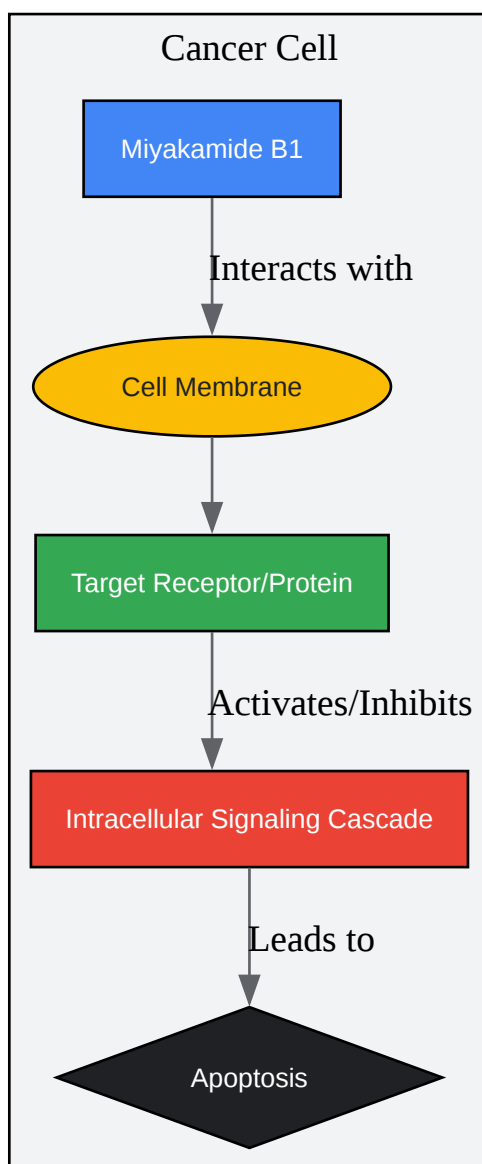 Cancer Cell
Miyakamide B1
Interacts with
Cell Membrane
Target Receptor/Protein
Activates/Inhibits
Intracellular Signaling Cascade
Leads to
Apoptosis